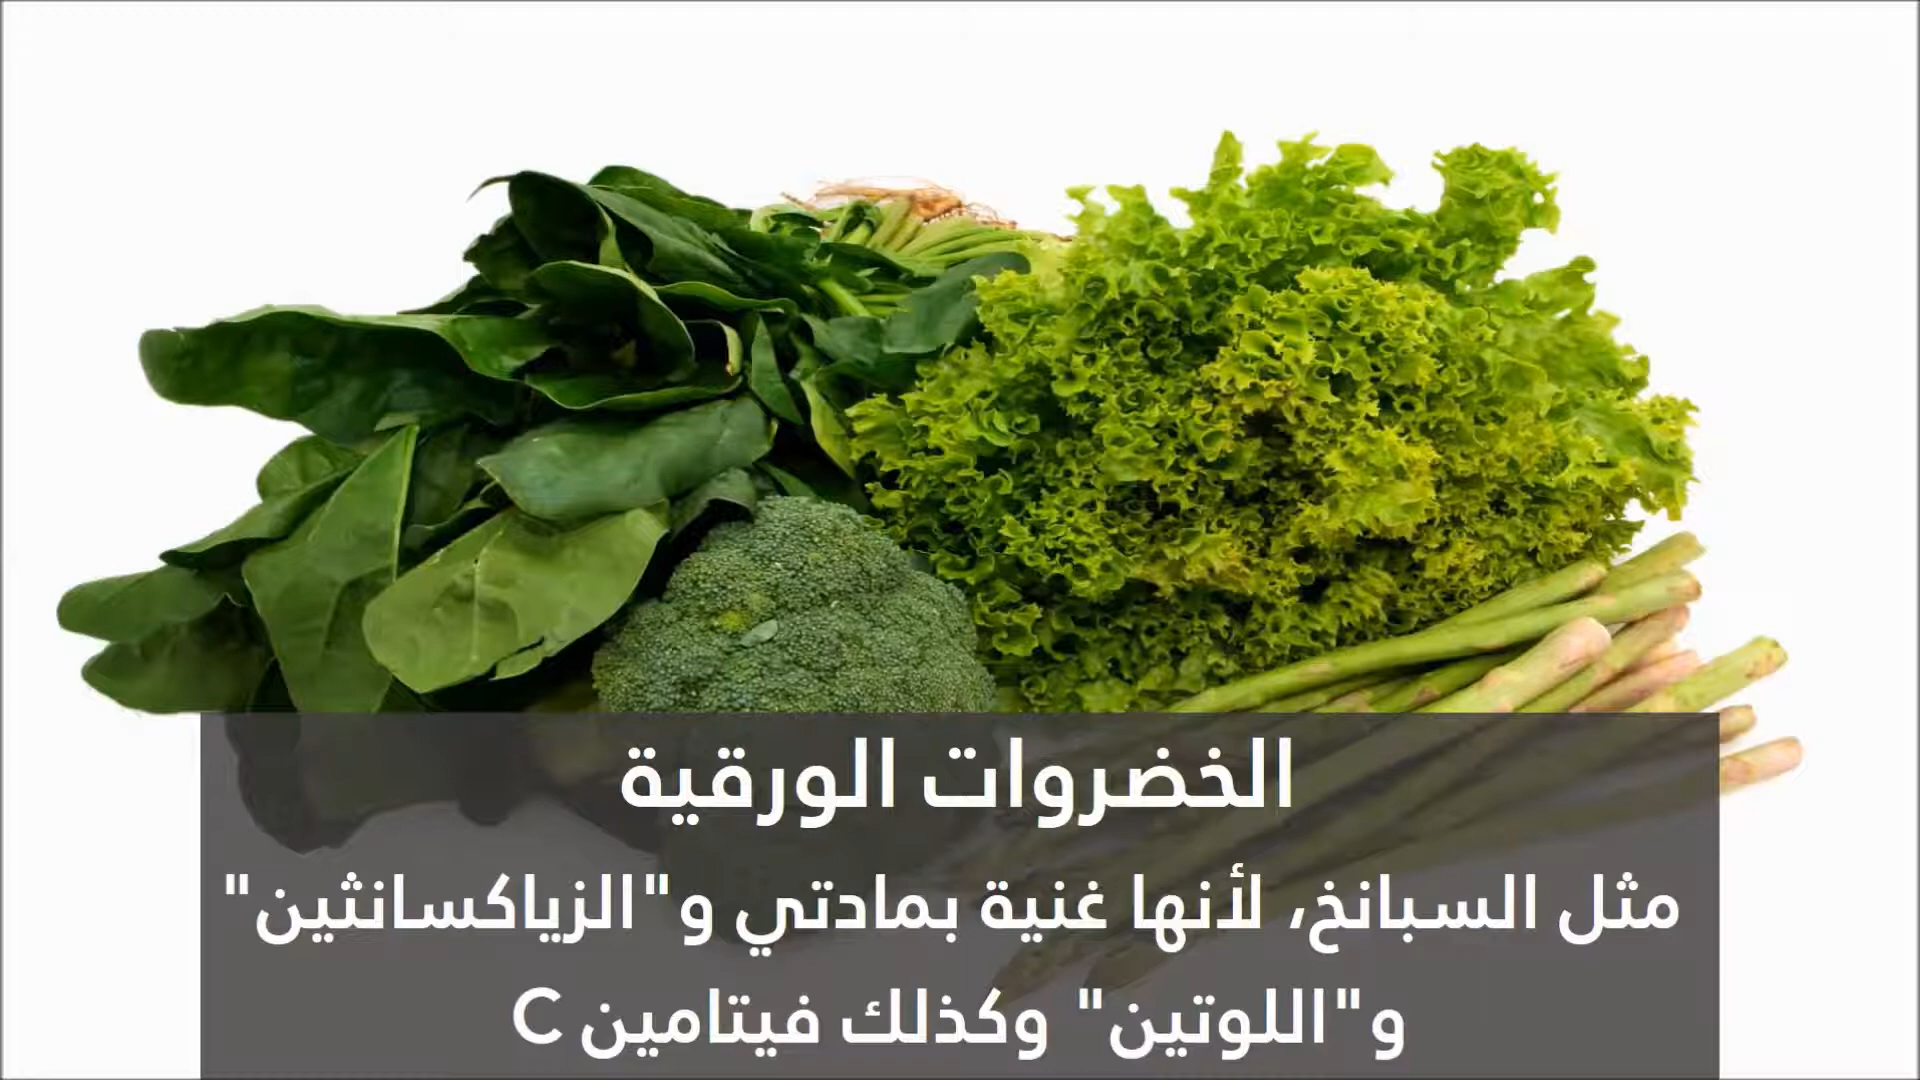 الخضروات الورقية
مثل السبانخ، لأنها غنية بمادتي و"الزياكسانثين"
و"اللوتين" وكذلك فيتامين C